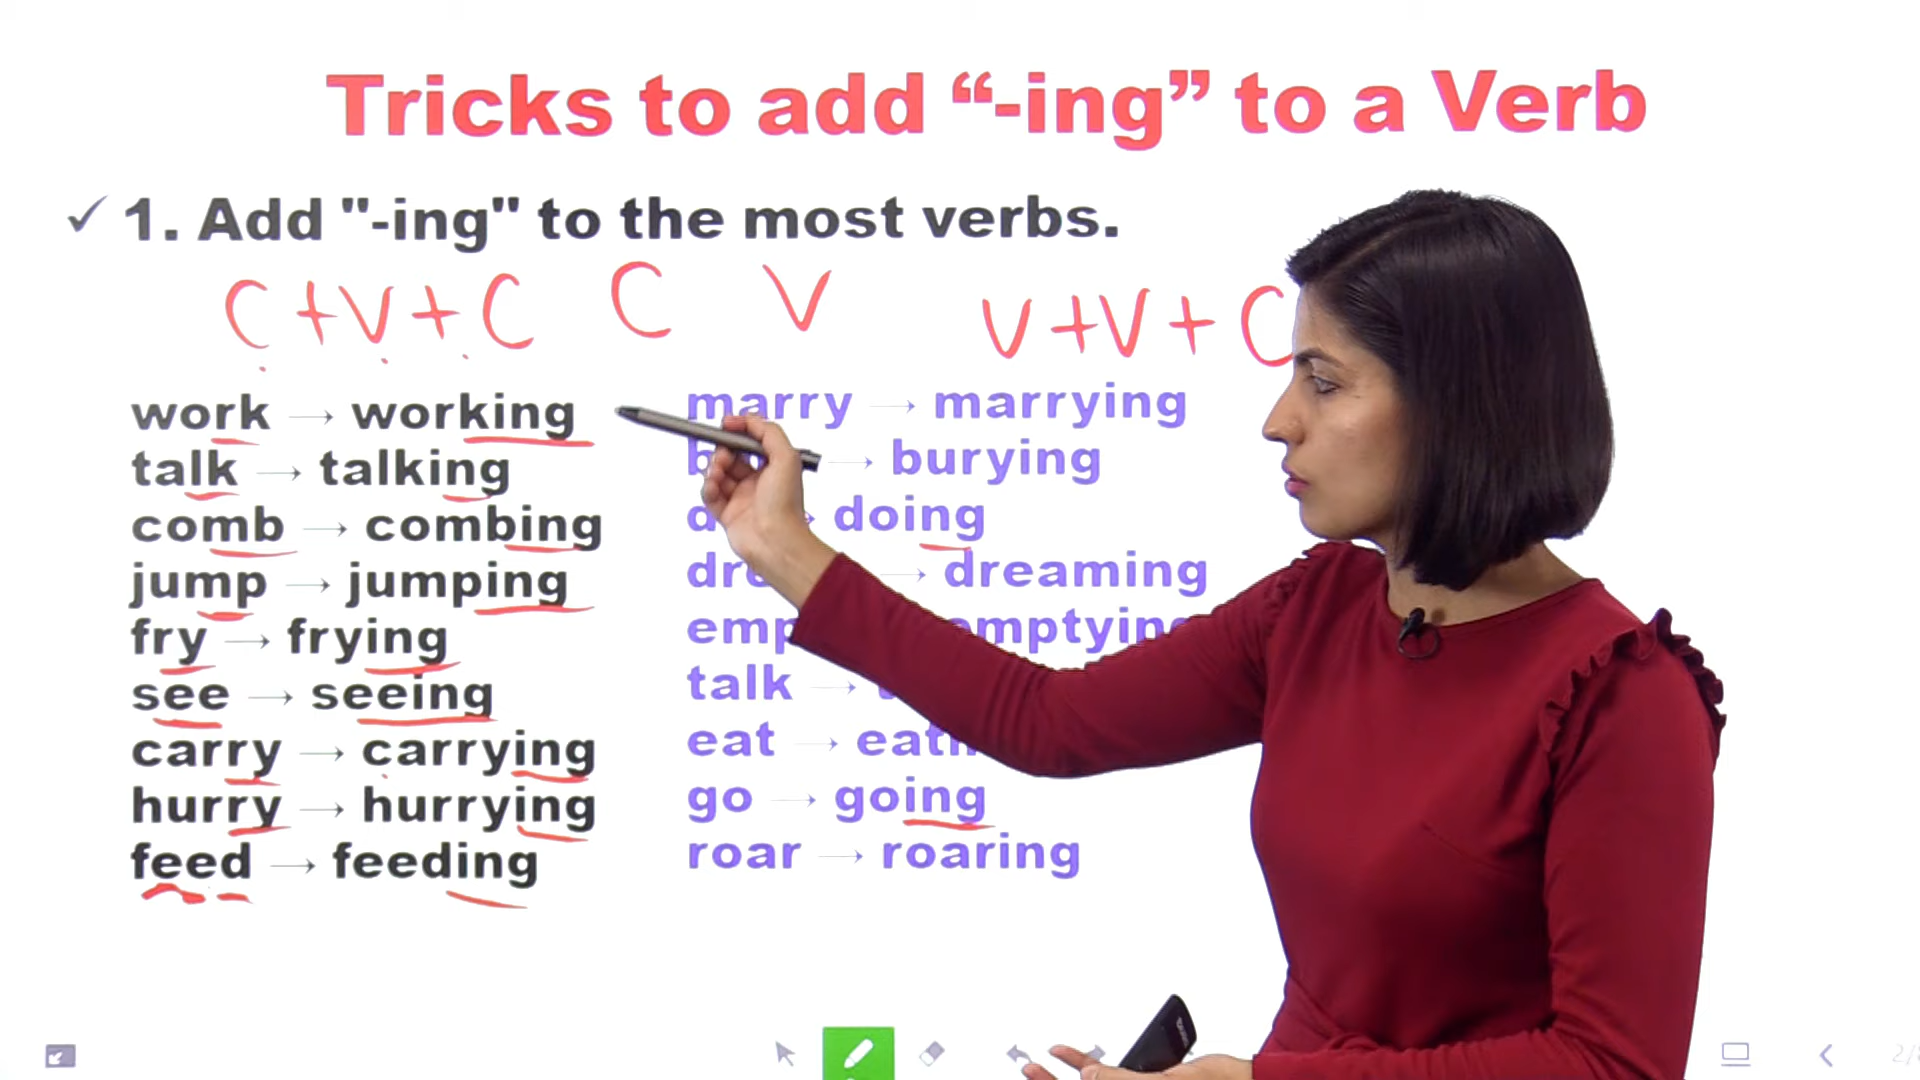 Tricks to add “-ing” to a Verb
✓ 1. Add "-ing" to the most verbs.
C + V + C C V V + V + C
work → working
talk → talking
comb → combing
jump → jumping
fry → frying
see → seeing
carry → carrying
hurry → hurrying
feed → feeding
marry → marrying
→ burying
doing
→ dreaming
talk →
eat →
go → going
roar → roaring